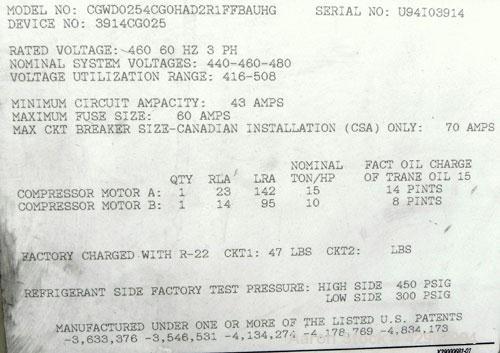 MODEL NO: CGWD0254CG0HAD2R1FFBAUHG SERIAL NO: U94I03914
DEVICE NO: 3914CG025
RATED VOLTAGE: 460 60 HZ 3 PH
NOMINAL SYSTEM VOLTAGES: 440-460-480
VOLTAGE UTILIZATION RANGE: 416-508
MINIMUM CIRCUIT AMPACITY: 43 AMPS
MAXIMUM FUSE SIZE: 60 AMPS
MAX CKT BREAKER SIZE-CANADIAN INSTALLATION (CSA) ONLY: 70 AMPS
NOMINAL FACT OIL CHARGE
QTY RLA LRA TON/HP OF TRANE OIL 15
COMPRESSOR MOTOR A: 1 23 142 15 14 PINTS
COMPRESSOR MOTOR B: 1 14 95 10 8 PINTS
FACTORY CHARGED WITH R-22 CKT1: 47 LBS CKT2: LBS
REFRIGERANT SIDE FACTORY TEST PRESSURE: HIGH SIDE 450 PSIG
LOW SIDE 300 PSIG
MANUFACTURED UNDER ONE OR MORE OF THE LISTED U.S. PATENTS
-3,633,376 -3,546,531 -4,134,274 -4,178,769 -4,834,173